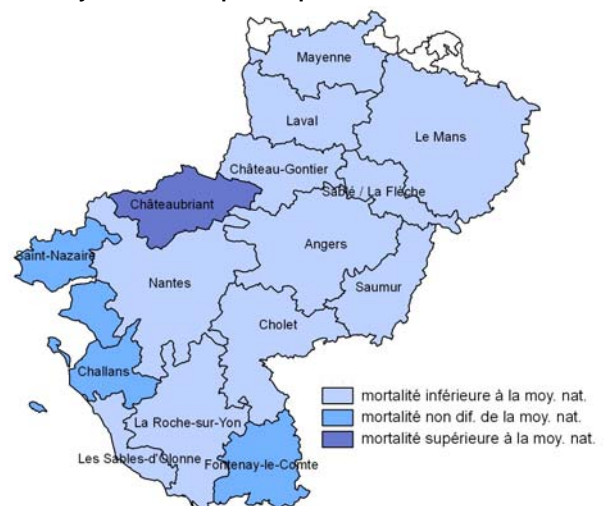 Mayenne
Laval
Le Mans
Château-Gontier
Sablé / La Flèche
Châteaubriant
Angers
Saint-Nazaire
Nantes
Saumur
Cholet
Challans
mortalité inférieure à la moy. nat.
mortalité non dif. de la moy. nat.
La Roche-sur-Yon
mortalité supérieure à la moy. nat.
Les Sables-d'Olonne
Fontenay-le-Comte